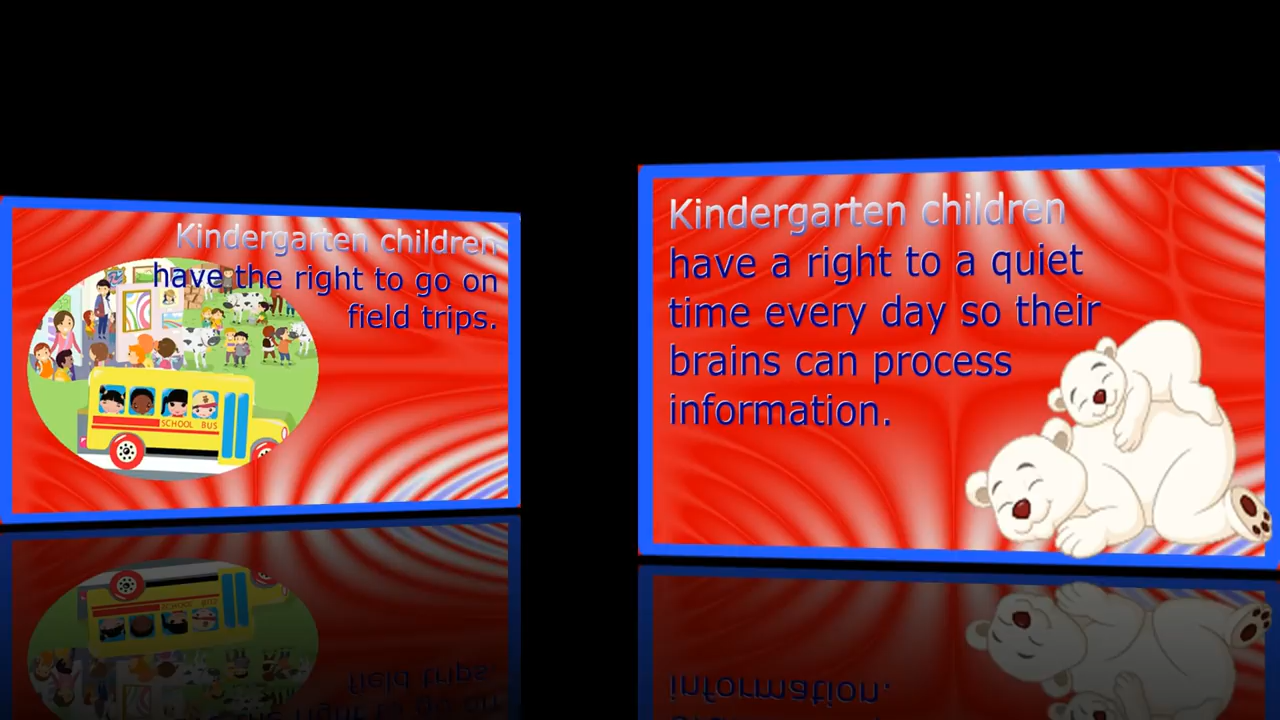 Kindergarten children
have the right to go on
field trips.
SCHOOL BUS
Kindergarten children
have a right to a quiet
time every day so their
brains can process
information.